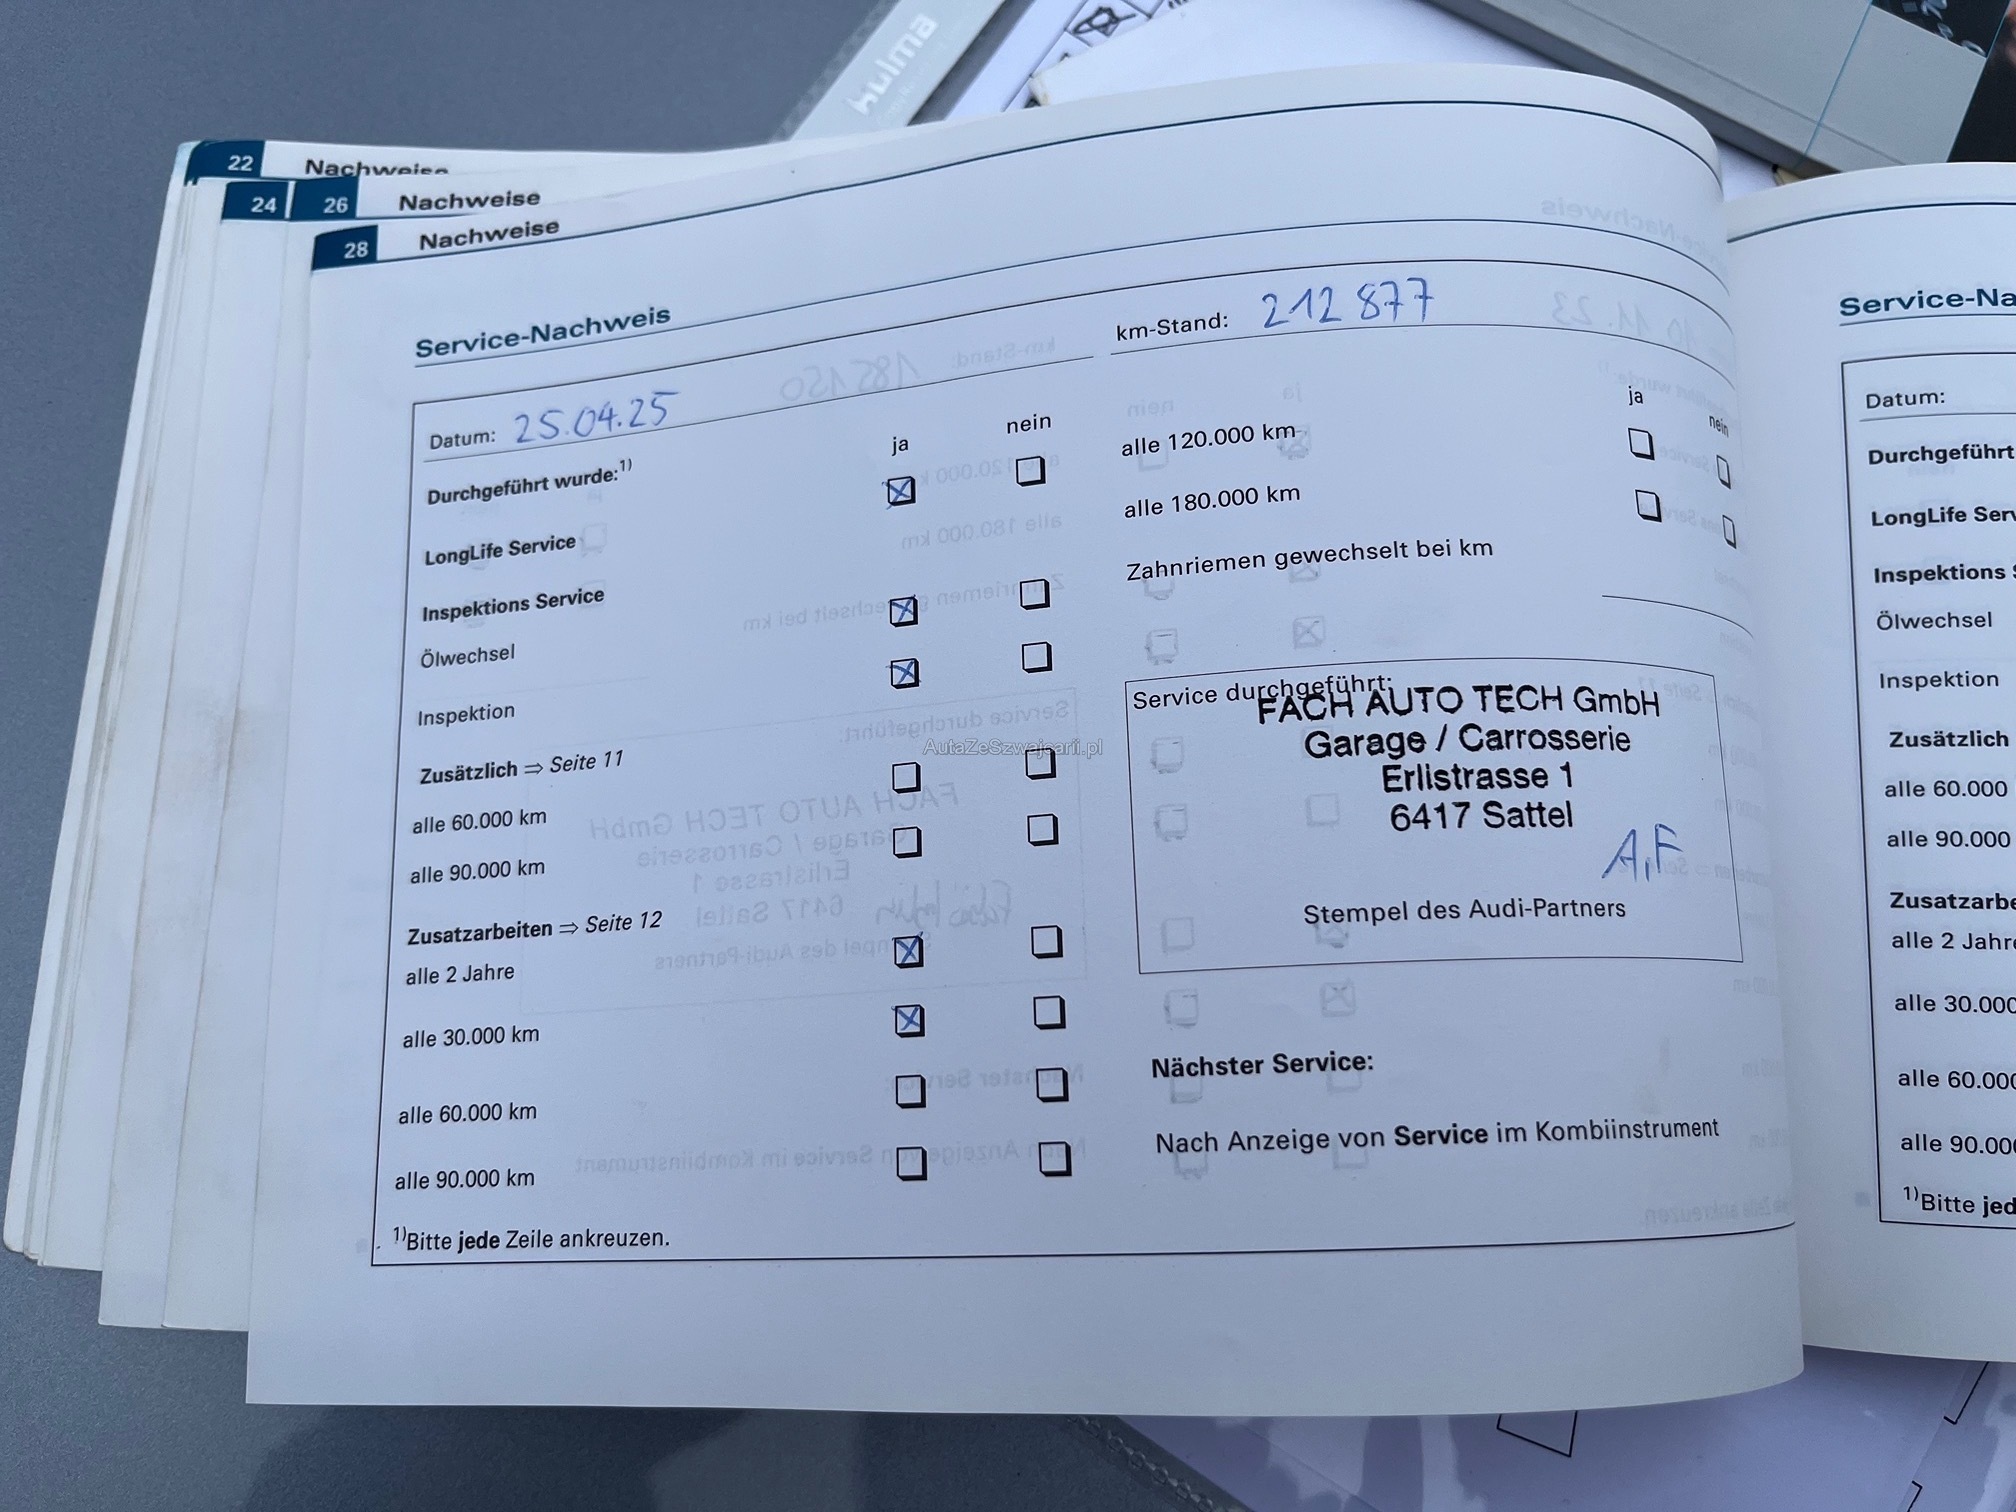 hulma
22 Nachweise
24 26 Nachweise
28 Nachweise
Service-Nachweis
Datum: 25.04.25
km-Stand: 212 877
ja nein
Durchgeführt wurde:1)
LongLife Service
Inspektions Service
Ölwechsel
Inspektion
Zusätzlich ⇒ Seite 11
alle 60.000 km
alle 90.000 km
Zusatzarbeiten ⇒ Seite 12
alle 2 Jahre
alle 30.000 km
alle 60.000 km
alle 90.000 km
1)Bitte jede Zeile ankreuzen.
ja nein
alle 120.000 km
alle 180.000 km
Zahnriemen gewechselt bei km
Service durchgeführt:
FACH AUTO TECH GmbH
Garage / Carrosserie
Erlistrasse 1
6417 Sattel
A.F
Stempel des Audi-Partners
Nächster Service:
Nach Anzeige von Service im Kombiinstrument
AutaZeSzwajcarii.pl
Service-Na
Datum:
Durchgeführt
LongLife Serv
Inspektions S
Ölwechsel
Inspektion
Zusätzlich
alle 60.000
alle 90.000
Zusatzarbe
alle 2 Jahre
alle 30.000
alle 60.000
alle 90.000
1)Bitte jed